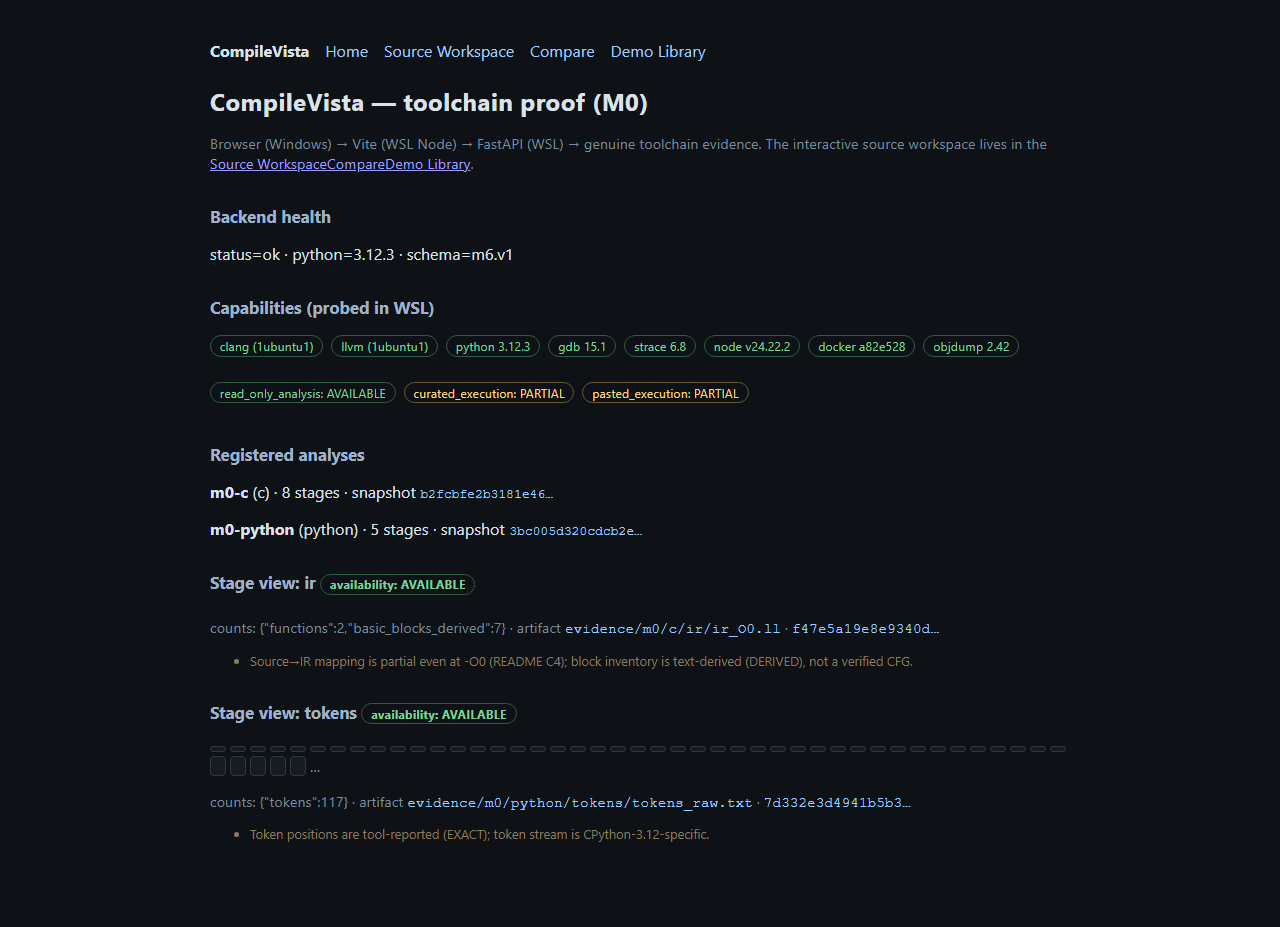 CompileVista Home Source Workspace Compare Demo Library
CompileVista — toolchain proof (M0)
Browser (Windows) → Vite (WSL Node) → FastAPI (WSL) → genuine toolchain evidence. The interactive source workspace lives in the
Source WorkspaceCompareDemo Library.
Backend health
status=ok · python=3.12.3 · schema=m6.v1
Capabilities (probed in WSL)
clang (1ubuntu1) llvm (1ubuntu1) python 3.12.3 gdb 15.1 strace 6.8 node v24.22.2 docker a82e528 objdump 2.42
read_only_analysis: AVAILABLE curated_execution: PARTIAL pasted_execution: PARTIAL
Registered analyses
m0-c (c) · 8 stages · snapshot b2fcbfe2b3181e46…
m0-python (python) · 5 stages · snapshot 3bc005d320cdcb2e…
Stage view: ir availability: AVAILABLE
counts: {"functions":2,"basic_blocks_derived":7} · artifact evidence/m0/c/ir/ir_O0.ll · f47e5a19e8e9340d…
• Source→IR mapping is partial even at -O0 (README C4); block inventory is text-derived (DERIVED), not a verified CFG.
Stage view: tokens availability: AVAILABLE
…
counts: {"tokens":117} · artifact evidence/m0/python/tokens/tokens_raw.txt · 7d332e3d4941b5b3…
• Token positions are tool-reported (EXACT); token stream is CPython-3.12-specific.